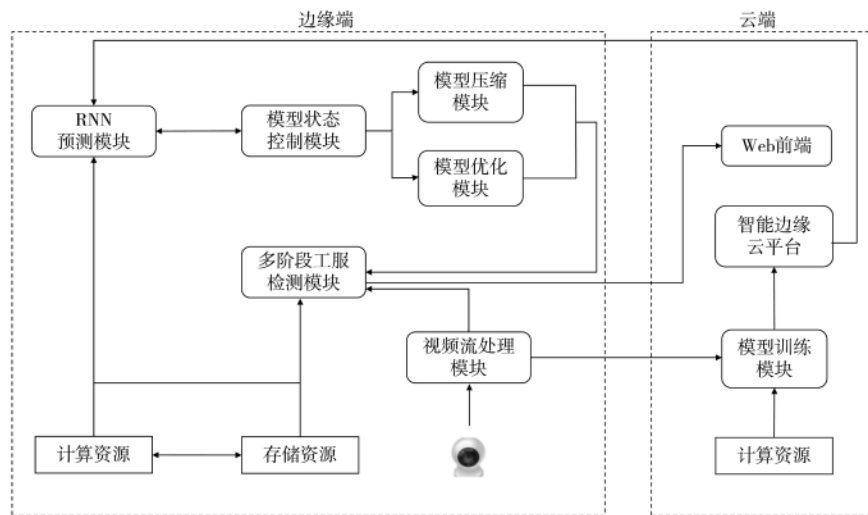 边缘端
云端
RNN
预测模块
模型状态
控制模块
模型压缩
模块
模型优化
模块
Web前端
智能边缘
云平台
多阶段工服
检测模块
视频流处理
模块
模型训练
模块
计算资源
存储资源
计算资源